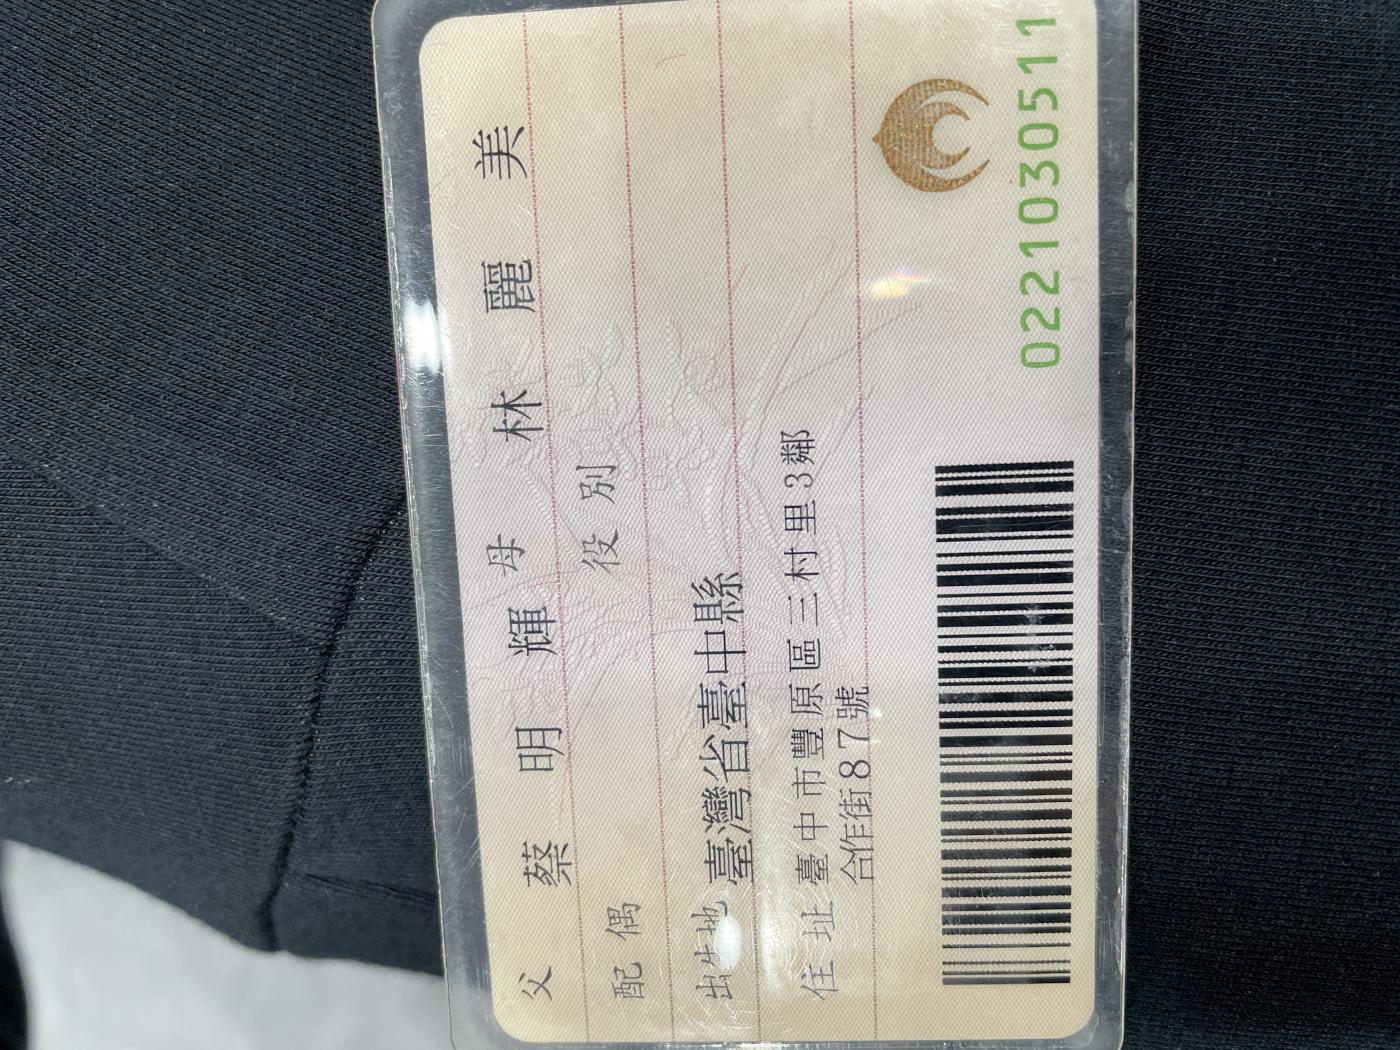 父 蔡明輝 母 林麗美
配偶 役別
出生地 臺灣省臺中縣
住址 臺中市豐原區三村里3鄰
合作街87號
0221030511